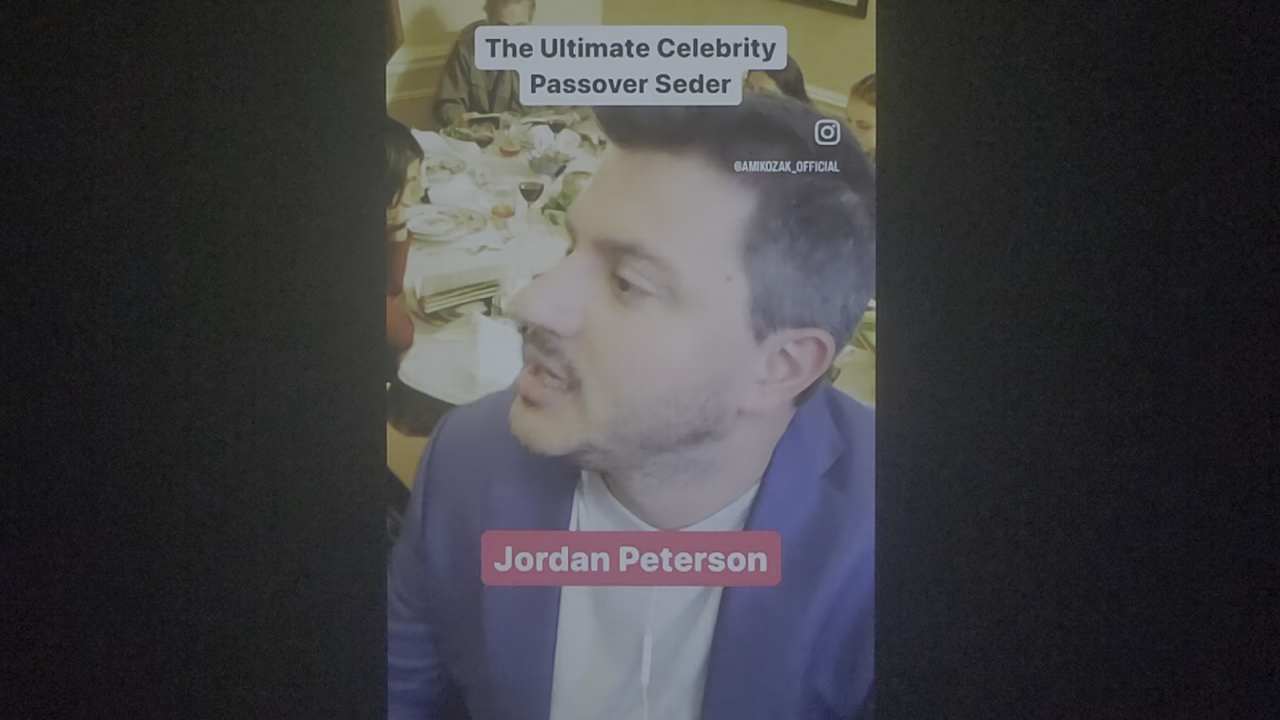 The Ultimate Celebrity
Passover Seder
@AMIKOZAK_OFFICIAL
Jordan Peterson